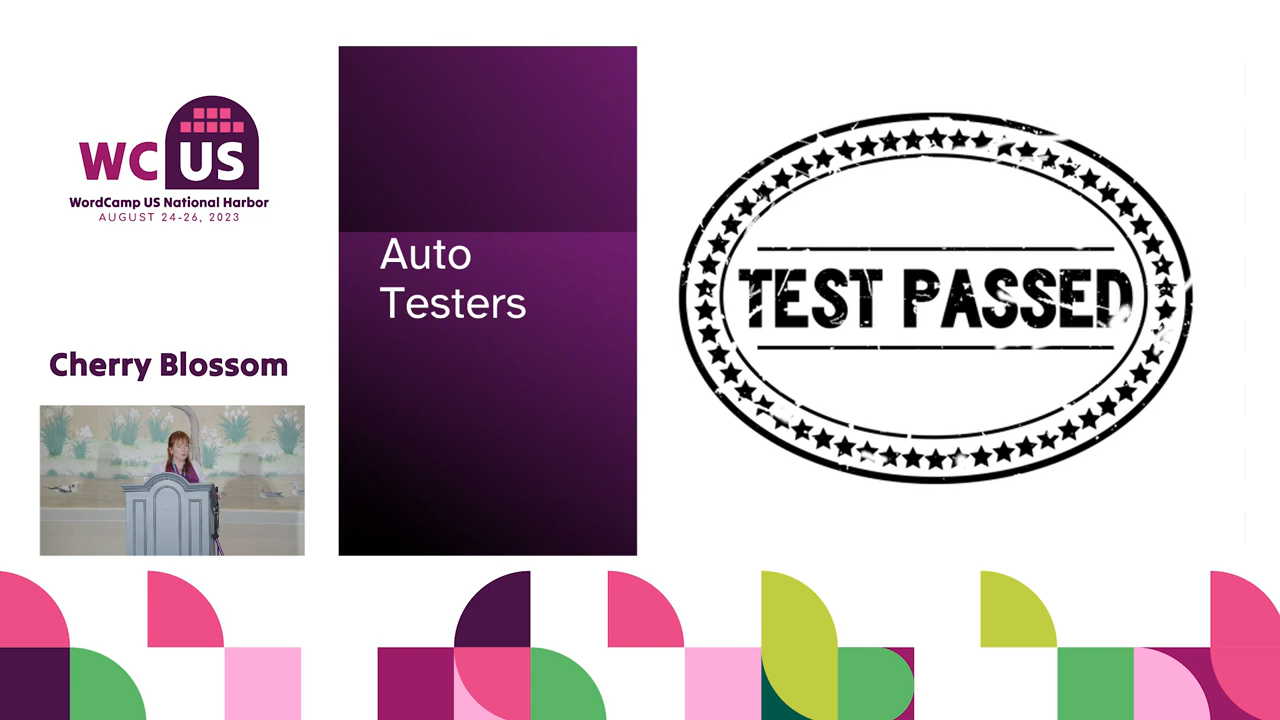 WC US
WordCamp US National Harbor
AUGUST 24-26, 2023
Cherry Blossom
Auto
Testers
TEST PASSED